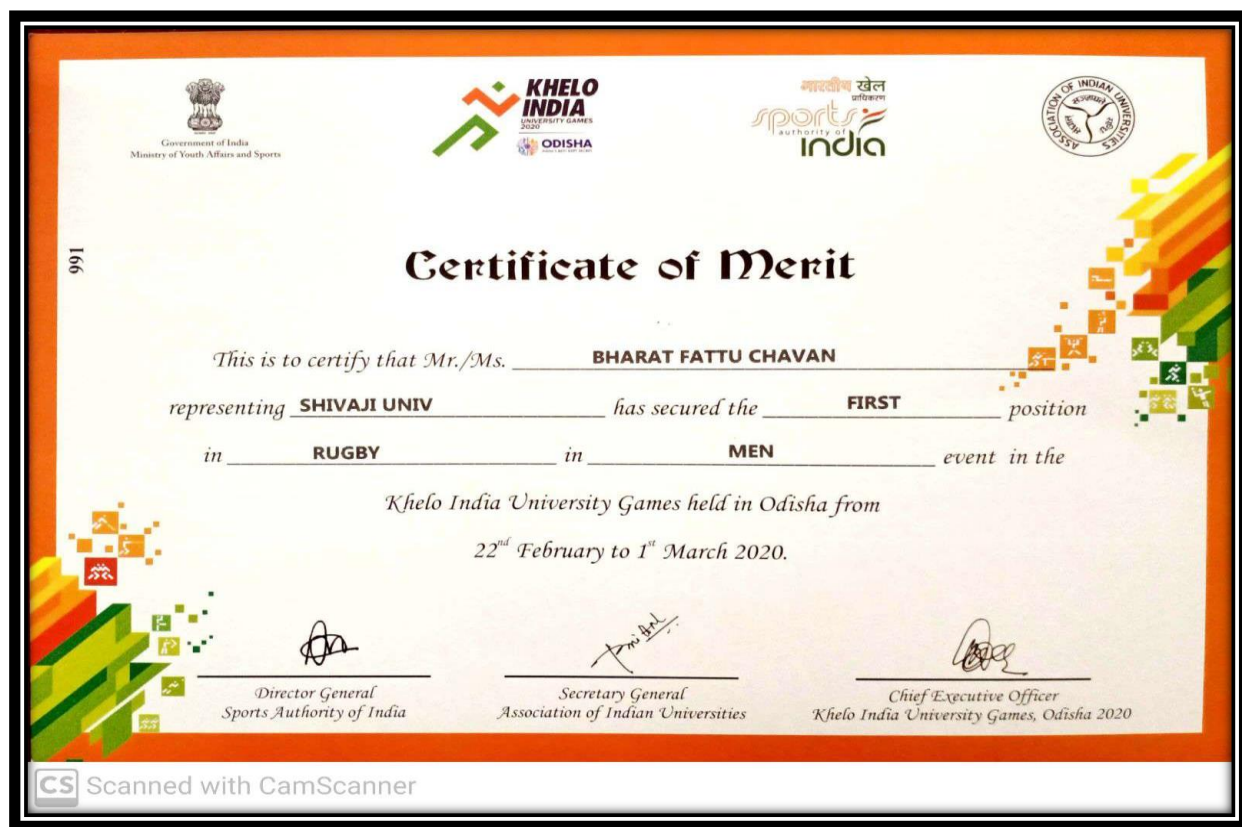 Government of India
Ministry of Youth Affairs and Sports
KHELO
INDIA
UNIVERSITY GAMES
2020
ODISHA
भारतीय खेल
प्राधिकरण
sports
authority of
india
ASSOCIATION OF INDIAN UNIVERSITIES
991
Certificate of Merit
This is to certify that Mr./Ms. BHARAT FATTU CHAVAN
representing SHIVAJI UNIV has secured the FIRST position
in RUGBY in MEN event in the
Khelo India University Games held in Odisha from
22nd February to 1st March 2020.
Director General
Sports Authority of India
Secretary General
Association of Indian Universities
Chief Executive Officer
Khelo India University Games, Odisha 2020
CS Scanned with CamScanner